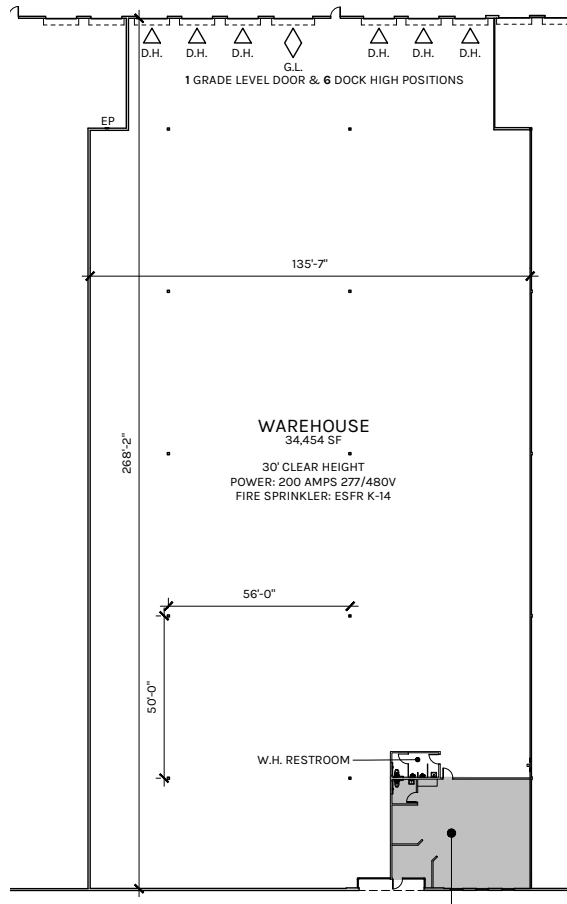 D.H.
D.H.
D.H.
G.L.
D.H.
D.H.
D.H.
1 GRADE LEVEL DOOR & 6 DOCK HIGH POSITIONS
EP
135'-7"
268'-2"
WAREHOUSE
34,454 SF
30' CLEAR HEIGHT
POWER: 200 AMPS 277/480V
FIRE SPRINKLER: ESFR K-14
56'-0"
50'-0"
W.H. RESTROOM